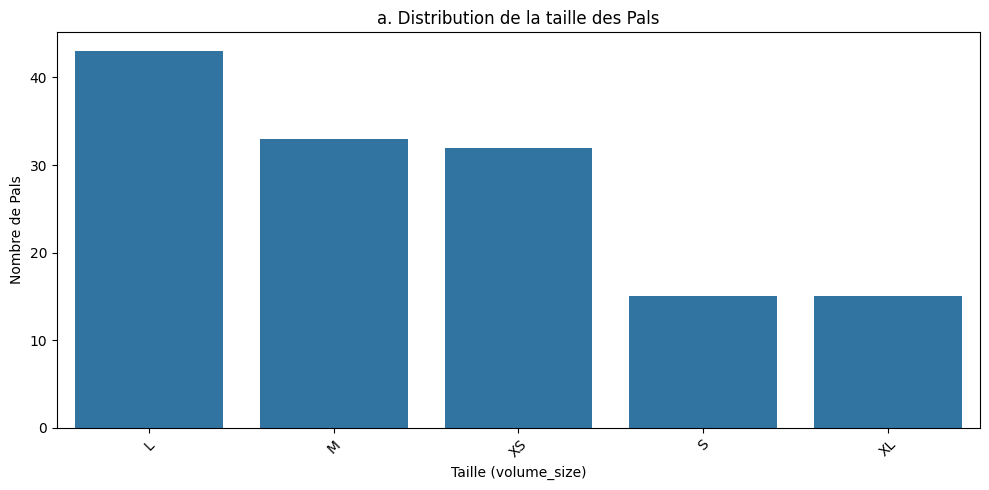 a. Distribution de la taille des Pals
Nombre de Pals
40
30
20
10
0
L
M
XS
S
XL
Taille (volume_size)